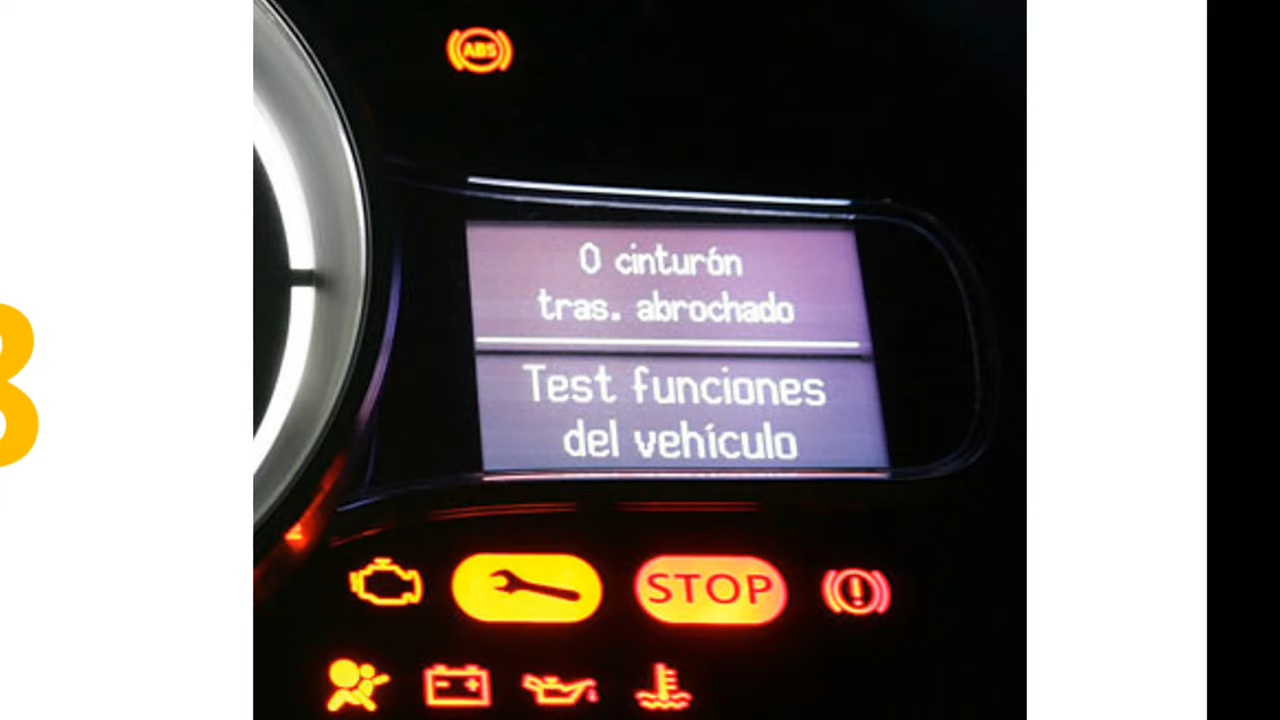 ABS
0 cinturón
tras. abrochado
Test funciones
del vehículo
STOP